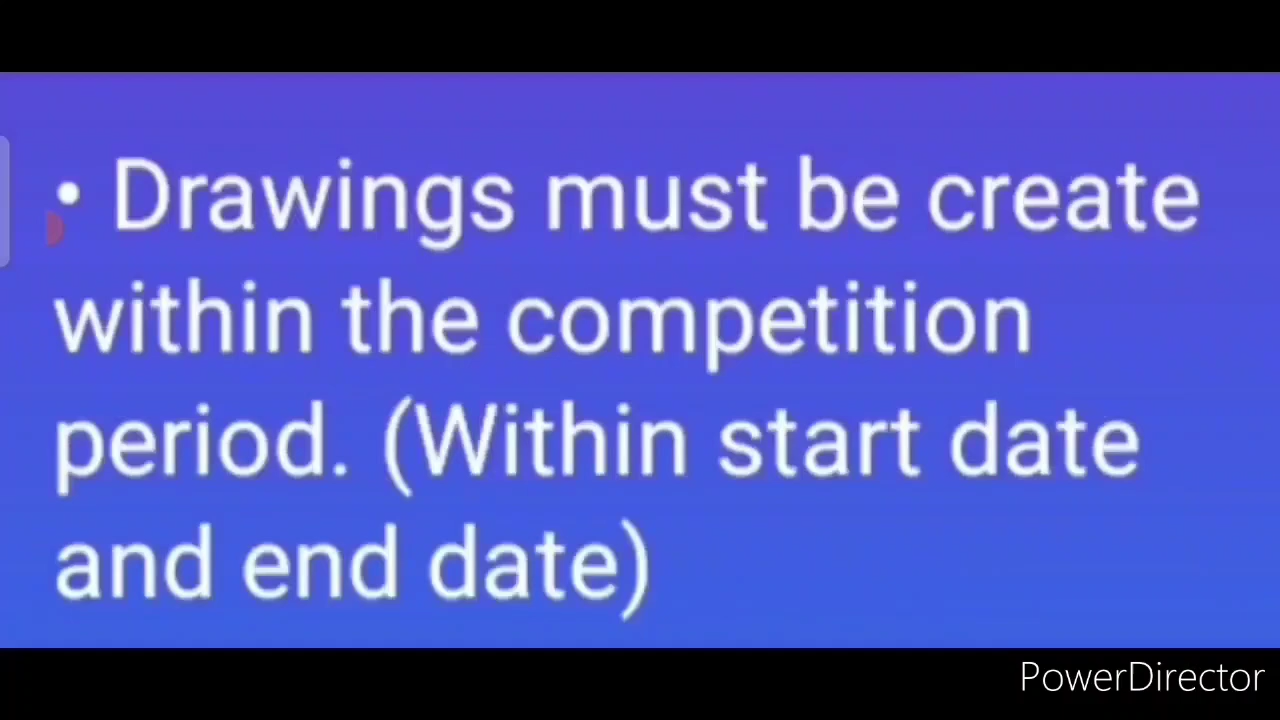 • Drawings must be create
within the competition
period. (Within start date
and end date)
PowerDirector